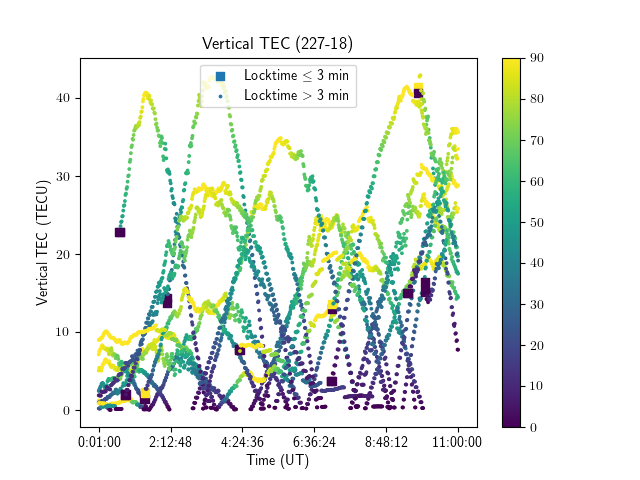 Vertical TEC (227-18)
Locktime ≤ 3 min
Locktime > 3 min
Vertical TEC (TECU)
40
30
20
10
0
0:01:00 2:12:48 4:24:36 6:36:24 8:48:12 11:00:00
Time (UT)
90
80
70
60
50
40
30
20
10
0